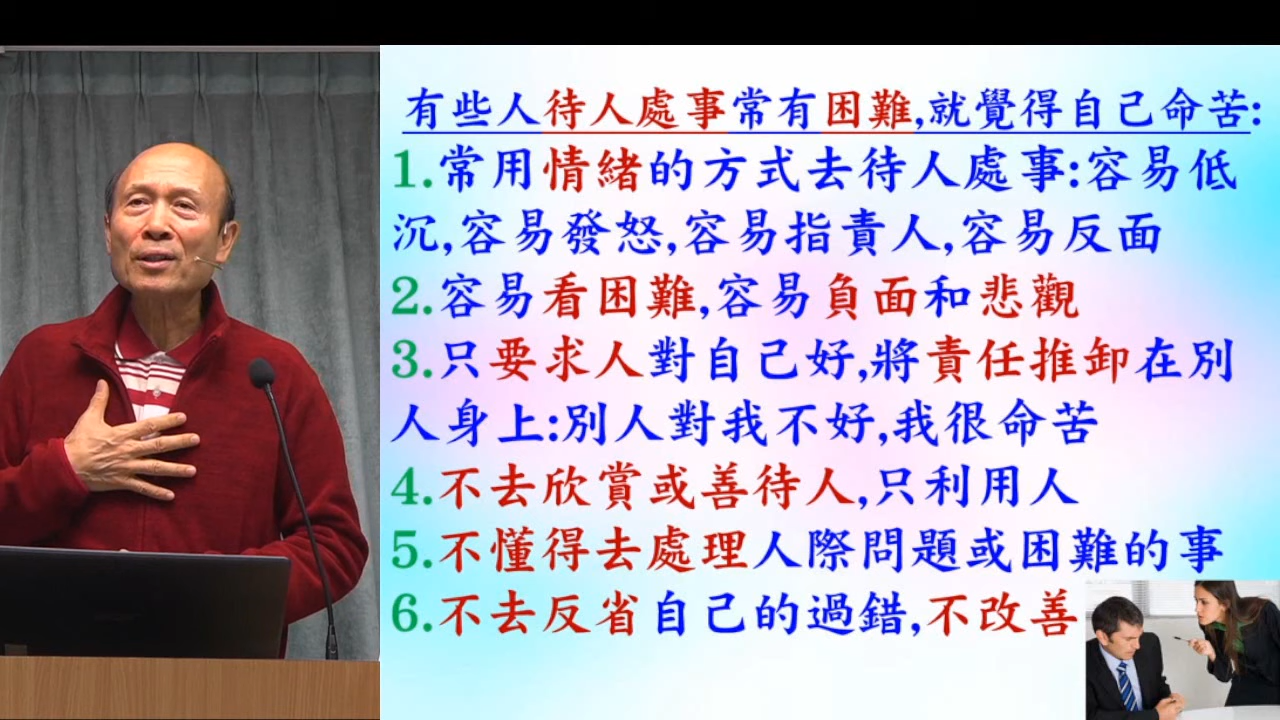 有些人待人處事常有困難,就覺得自己命苦:
1.常用情緒的方式去待人處事:容易低
沉,容易發怒,容易指責人,容易反面
2.容易看困難,容易負面和悲觀
3.只要求人對自己好,將責任推卸在別
人身上:別人對我不好,我很命苦
4.不去欣賞或善待人,只利用人
5.不懂得去處理人際問題或困難的事
6.不去反省自己的過錯,不改善